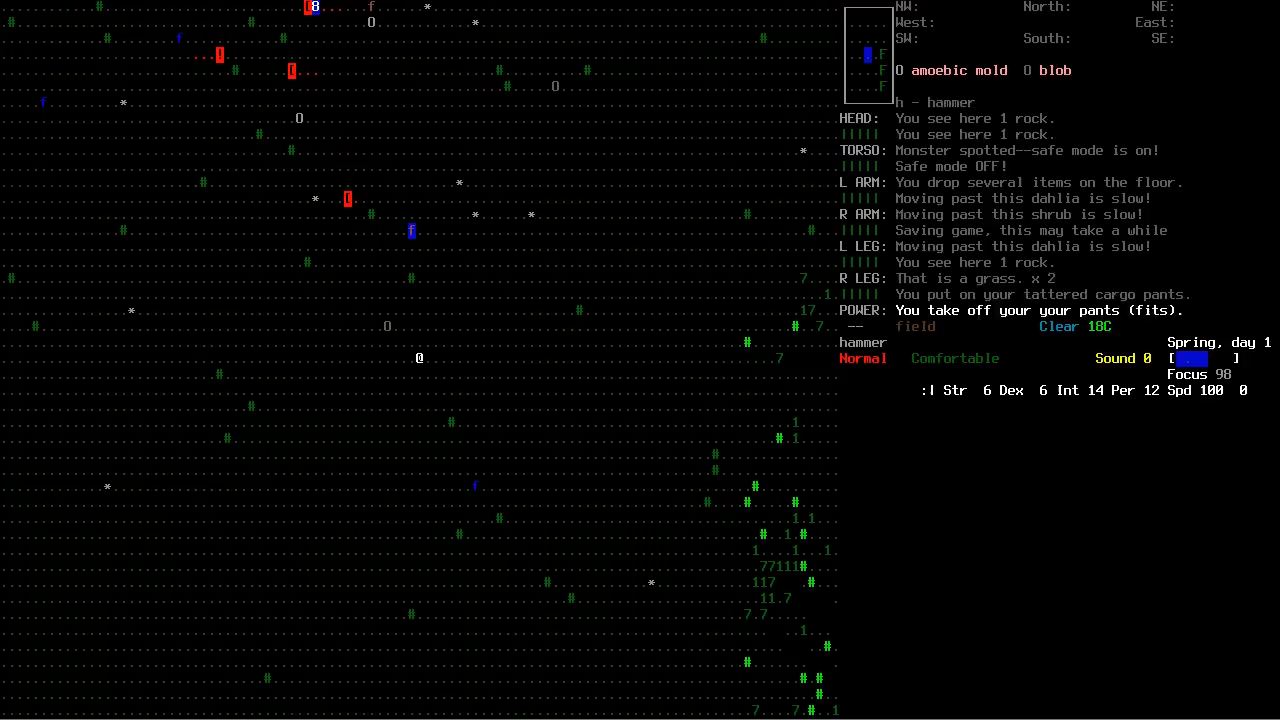 NW: North: NE:
West: East:
SW: South: SE:
O amoebic mold O blob
h - hammer
HEAD: You see here 1 rock.
||||| You see here 1 rock.
TORSO: Monster spotted--safe mode is on!
||||| Safe mode OFF!
L ARM: You drop several items on the floor.
||||| Moving past this dahlia is slow!
R ARM: Moving past this shrub is slow!
||||| Saving game, this may take a while
L LEG: Moving past this dahlia is slow!
||||| You see here 1 rock.
R LEG: That is a grass. x 2
||||| You put on your tattered cargo pants.
POWER: You take off your your pants (fits).
-- field Clear 18C
hammer Spring, day 1
Normal Comfortable Sound 0 [ ]
Focus 98
:| Str 6 Dex 6 Int 14 Per 12 Spd 100 0